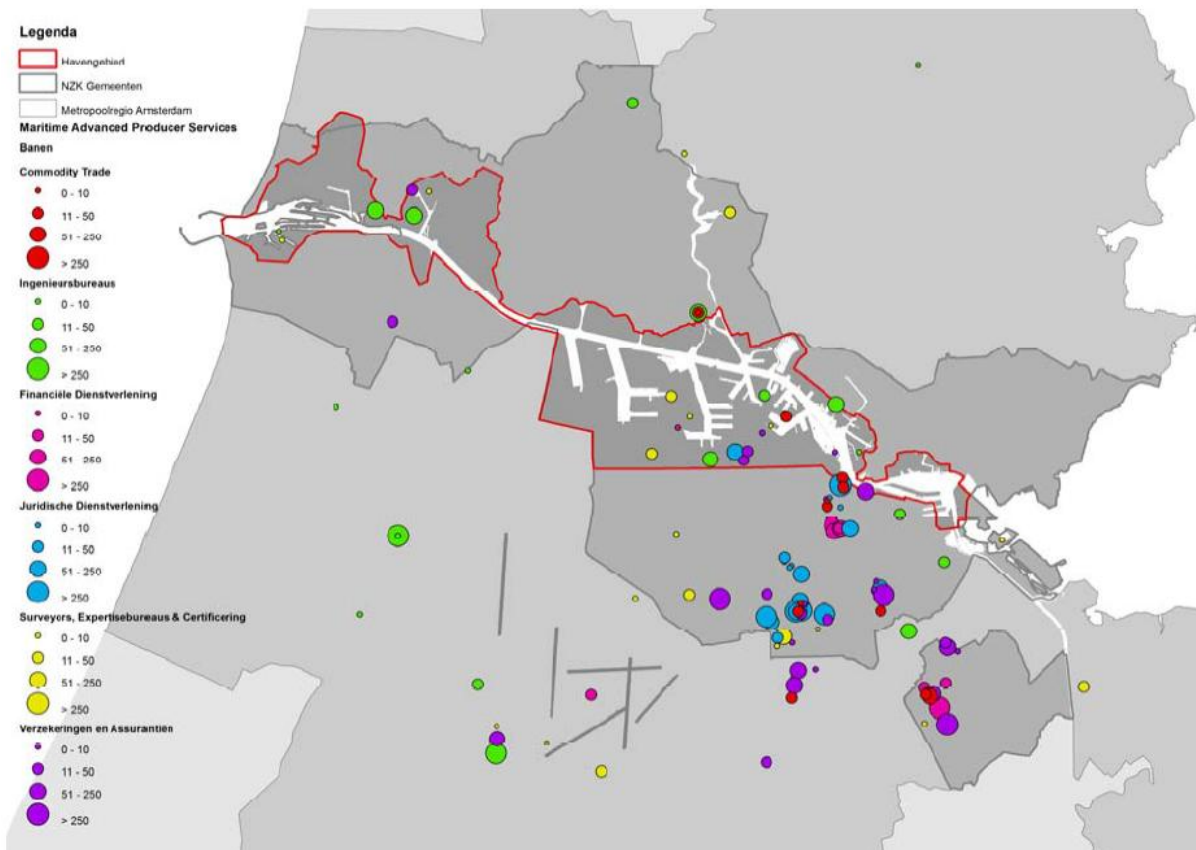 Legenda
Havengebied
NZK Gemeenten
Metropoolregio Amsterdam
Maritime Advanced Producer Services
Banen
Commodity Trade
0 - 10
11 - 50
51 - 250
> 250
Ingenieursbureaus
0 - 10
11 - 50
51 - 250
> 250
Financiële Dienstverlening
0 - 10
11 - 50
51 - 250
> 250
Juridische Dienstverlening
0 - 10
11 - 50
51 - 250
> 250
Surveyors, Expertisebureaus & Certificering
0 - 10
11 - 50
51 - 250
> 250
Verzekeringen en Assurantiën
0 - 10
11 - 50
51 - 250
> 250